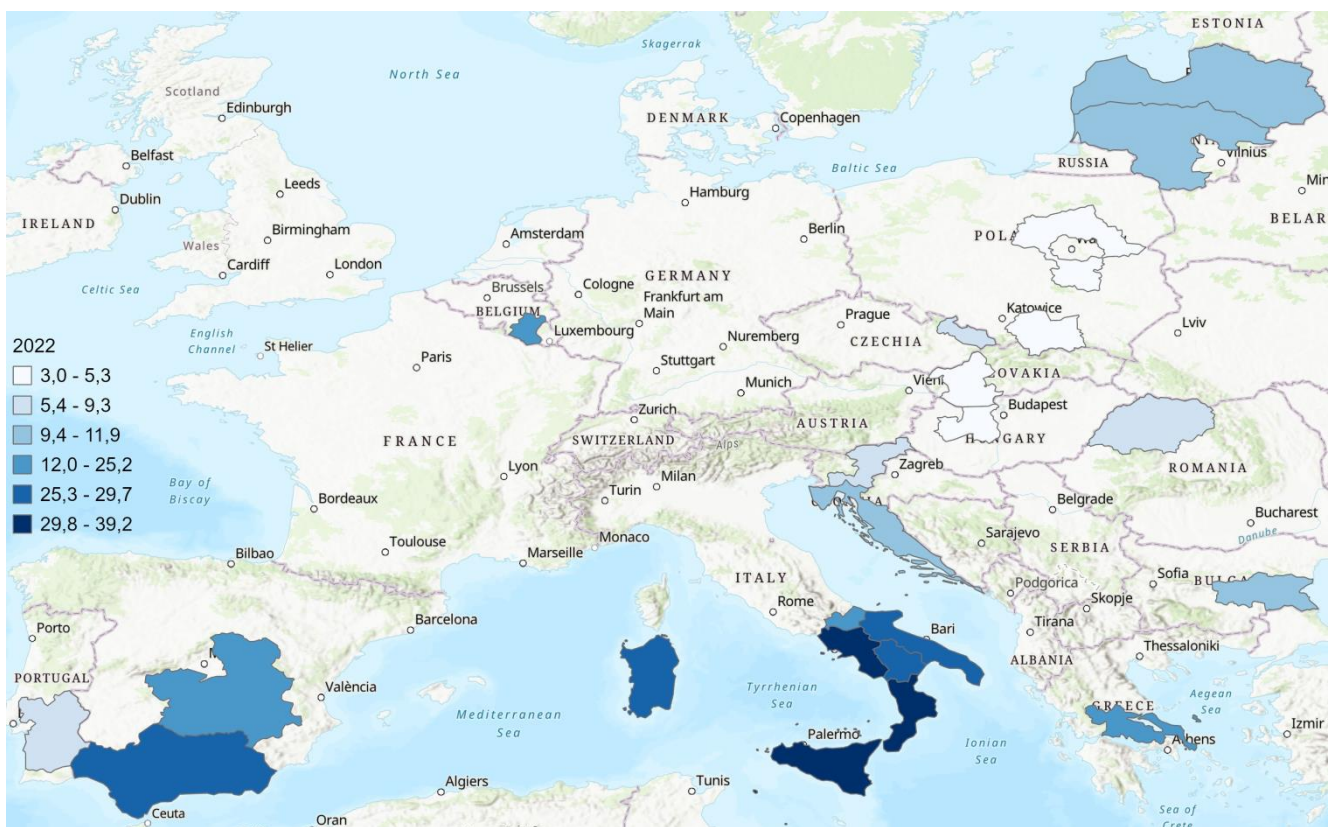 ESTONIA
Skagerrak
North Sea
Scotland
Edinburgh
DENMARK
Copenhagen
Baltic Sea
RUSSIA
Vilnius
Belfast
Leeds
Dublin
IRELAND
Hamburg
Birmingham
Wales
Amsterdam
Berlin
Cardiff
London
Celtic Sea
Brussels
Cologne
GERMANY
BELGIUM
Frankfurt am
Main
Katowice
English
Channel
Luxembourg
Prague
Lviv
St Helier
Nuremberg
CZECHIA
Paris
Stuttgart
Munich
Budapest
Zurich
AUSTRIA
FRANCE
SWITZERLAND
Alps
Zagreb
ROMANIA
Lyon
Milan
Turin
Belgrade
Bay of
Biscay
Bordeaux
Bucharest
Sarajevo
Danube
Toulouse
Monaco
SERBIA
Bilbao
Marseille
ITALY
Podgorica
Sofia
Skopje
Rome
Porto
Barcelona
Bari
Tirana
Thessaloniki
ALBANIA
PORTUGAL
València
Tyrrhenian
Sea
Aegean
Sea
GREECE
Mediterranean
Sea
Izmir
Palermo
Ionian
Sea
Athens
Algiers
Tunis
Ceuta
Oran
Sea of
Crete
2022
3,0 - 5,3
5,4 - 9,3
9,4 - 11,9
12,0 - 25,2
25,3 - 29,7
29,8 - 39,2